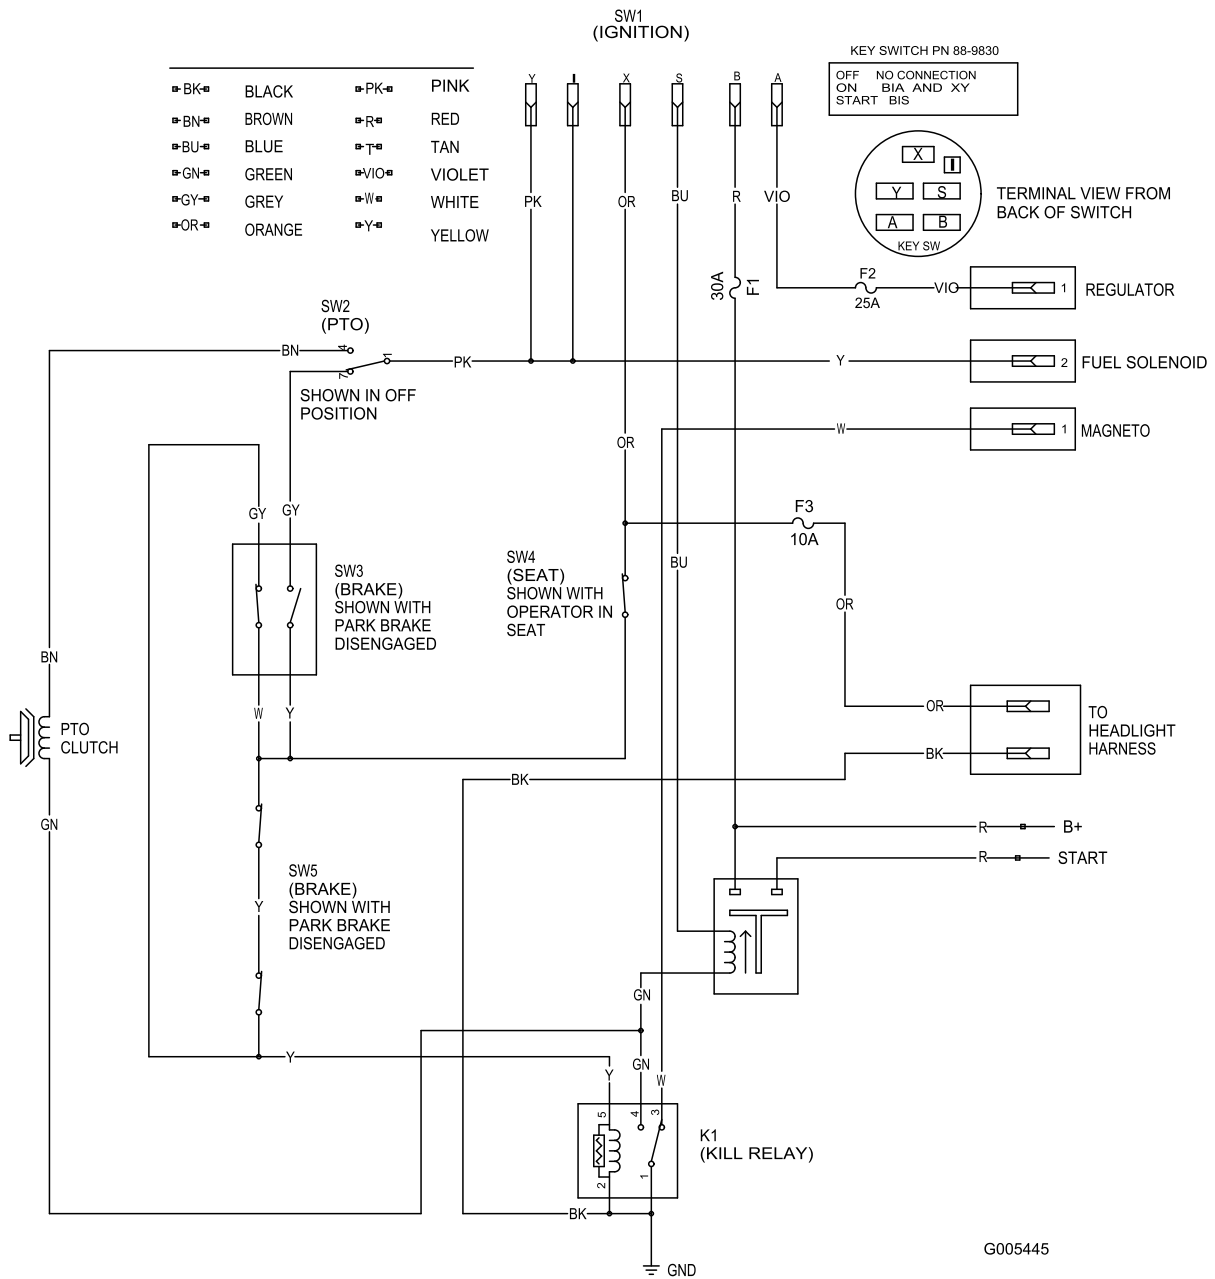 SW1
(IGNITION)
KEY SWITCH PN 88-9830
OFF NO CONNECTION
ON BIA AND XY
START BIS
BK BLACK PK PINK
BN BROWN R RED
BU BLUE T TAN
GN GREEN VIO VIOLET
GY GREY W WHITE
OR ORANGE Y YELLOW
Y I X S B A
PK OR BU R VIO
X
I
Y S
A B
KEY SW
TERMINAL VIEW FROM
BACK OF SWITCH
30A F1
F2
25A
VIO
1 REGULATOR
SW2
(PTO)
BN 4
1
7
PK
Y
2 FUEL SOLENOID
SHOWN IN OFF
POSITION
W
1 MAGNETO
OR
GY GY
F3
10A
SW3
(BRAKE)
SHOWN WITH
PARK BRAKE
DISENGAGED
SW4
(SEAT)
SHOWN WITH
OPERATOR IN
SEAT
BU
OR
BN
W Y
PTO
CLUTCH
OR
BK
TO
HEADLIGHT
HARNESS
BK
GN
R B+
R START
SW5
(BRAKE)
SHOWN WITH
PARK BRAKE
DISENGAGED
Y
GN
Y
GN
Y
W
5 4 3
2 1
K1
(KILL RELAY)
BK
GND
G005445